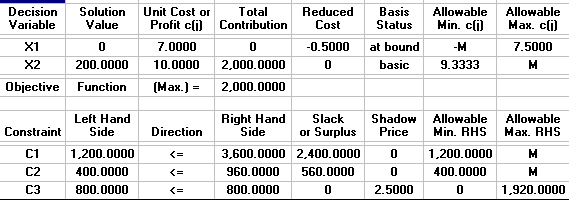 Decision Variable Solution Value Unit Cost or Profit c(j) Total Contribution Reduced Cost Basis Status Allowable Min. c(j) Allowable Max. c(j)
X1 0 7.0000 0 -0.5000 at bound -M 7.5000
X2 200.0000 10.0000 2,000.0000 0 basic 9.3333 M
Objective Function (Max.) = 2,000.0000
Constraint Left Hand Side Direction Right Hand Side Slack or Surplus Shadow Price Allowable Min. RHS Allowable Max. RHS
C1 1,200.0000 <= 3,600.0000 2,400.0000 0 1,200.0000 M
C2 400.0000 <= 960.0000 560.0000 0 400.0000 M
C3 800.0000 <= 800.0000 0 2.5000 0 1,920.0000